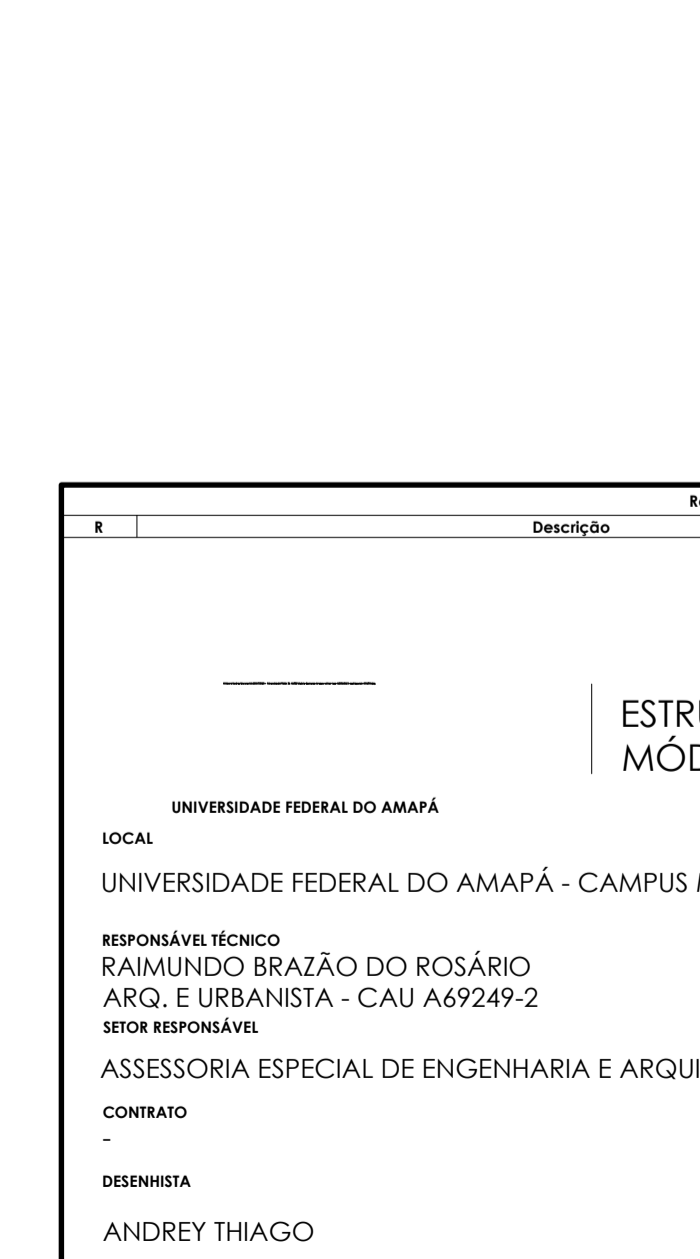 R
Descrição
ESTR
MÓD
UNIVERSIDADE FEDERAL DO AMAPÁ
LOCAL
UNIVERSIDADE FEDERAL DO AMAPÁ - CAMPUS
RESPONSÁVEL TÉCNICO
RAIMUNDO BRAZÃO DO ROSÁRIO
ARQ. E URBANISTA - CAU A69249-2
SETOR RESPONSÁVEL
ASSESSORIA ESPECIAL DE ENGENHARIA E ARQUI
CONTRATO
-
DESENHISTA
ANDREY THIAGO